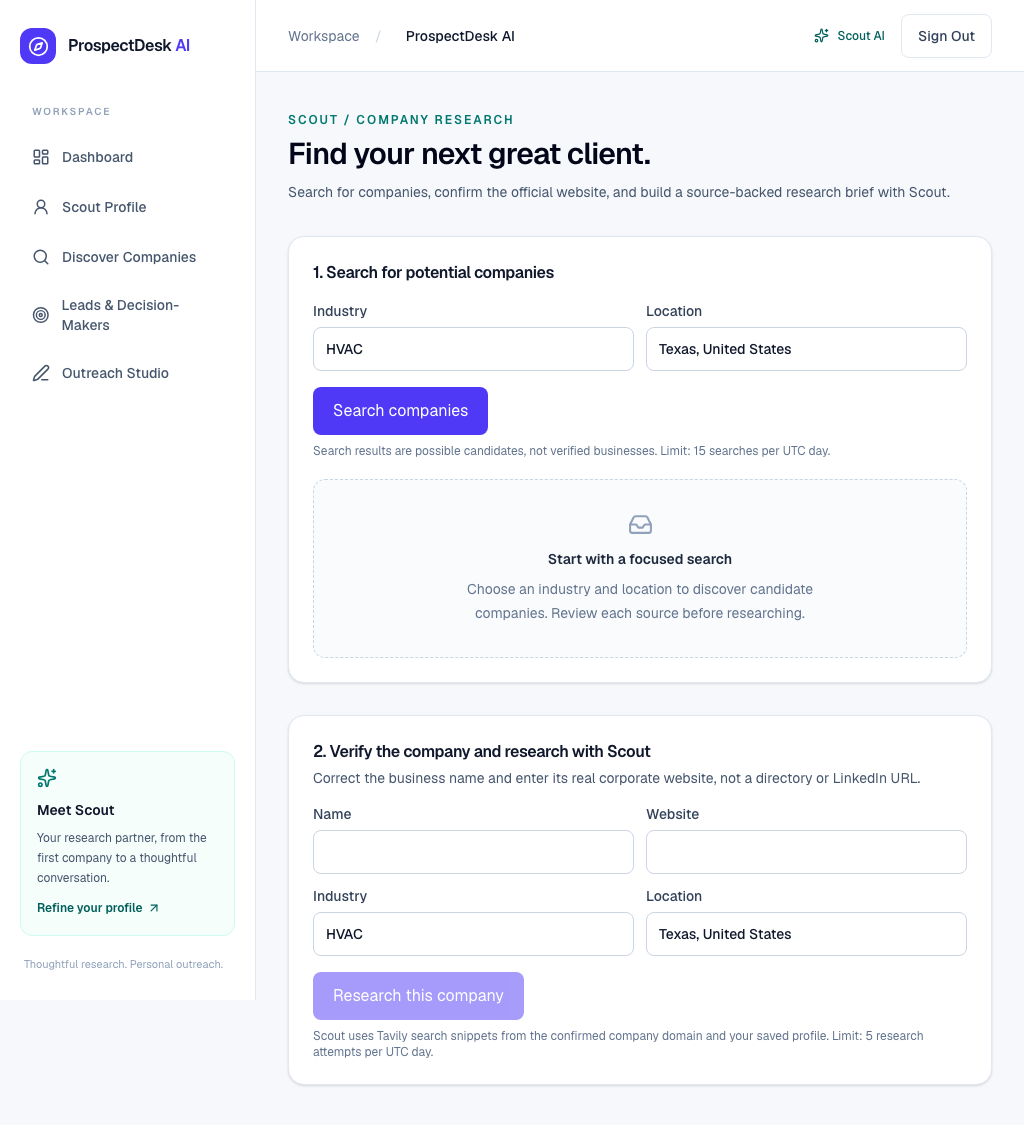 ProspectDesk AI
WORKSPACE
Dashboard
Scout Profile
Discover Companies
Leads & Decision-
Makers
Outreach Studio
Meet Scout
Your research partner, from the
first company to a thoughtful
conversation.
Refine your profile
Thoughtful research. Personal outreach.
Workspace / ProspectDesk AI
Scout AI
Sign Out
SCOUT / COMPANY RESEARCH
Find your next great client.
Search for companies, confirm the official website, and build a source-backed research brief with Scout.
1. Search for potential companies
Industry Location
HVAC Texas, United States
Search companies
Search results are possible candidates, not verified businesses. Limit: 15 searches per UTC day.
Start with a focused search
Choose an industry and location to discover candidate
companies. Review each source before researching.
2. Verify the company and research with Scout
Correct the business name and enter its real corporate website, not a directory or LinkedIn URL.
Name Website
Industry Location
HVAC Texas, United States
Research this company
Scout uses Tavily search snippets from the confirmed company domain and your saved profile. Limit: 5 research
attempts per UTC day.